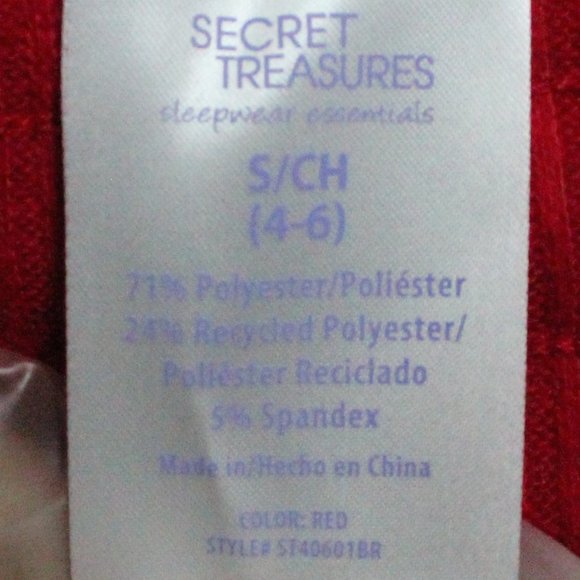 SECRET
TREASURES
sleepwear essentials
S/CH
(4-6)
71% Polyester/Poliéster
24% Recycled Polyester/
Poliéster Reciclado
5% Spandex
Made in/Hecho en China
COLOR: RED
STYLE# ST40601BR